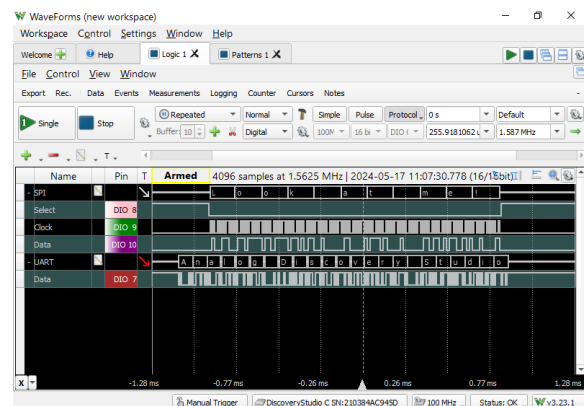 WaveForms (new workspace)
Workspace Control Settings Window Help
Welcome Help Logic 1 Patterns 1
File Control View Window
Export Rec. Data Events Measurements Logging Counter Cursors Notes
Single Stop Repeated Normal Simple Pulse Protocol 0 s Default
Buffer: 10 Digital 100M 16 bi DIO 255.9181062 1.587 MHz
Name Pin T Armed 4096 samples at 1.5625 MHz | 2024-05-17 11:07:30.778 (16/16bit)
SPI L o o k a t m e !
Select DIO 8
Clock DIO 9
Data DIO 10
UART A n a l o g D i s c o v e r y S t u d i o
Data DIO 7
X -1.28 ms -0.77 ms -0.26 ms 0.26 ms 0.77 ms 1.28 ms
Manual Trigger DiscoveryStudio C SN:210384AC945D 100 MHz Status: OK v3.23.1